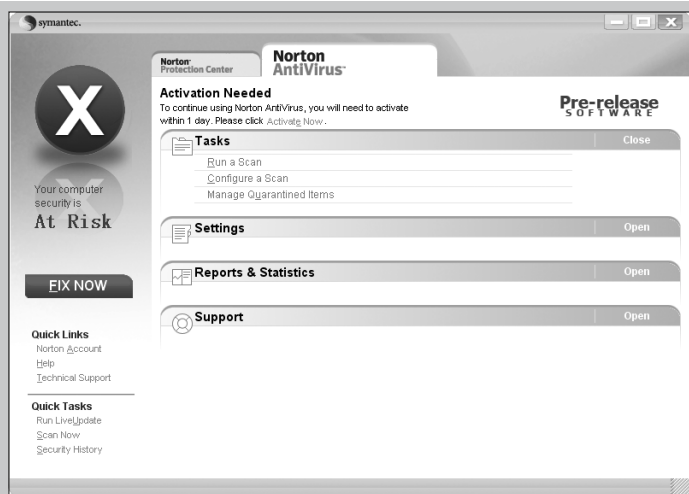 symantec.
Norton™
Protection Center
Norton
AntiVirus™
Activation Needed
To continue using Norton AntiVirus, you will need to activate
within 1 day. Please click Activate Now.
Pre-release
SOFTWARE
X
Your computer
security is
At Risk
FIX NOW
Quick Links
Norton Account
Help
Technical Support
Quick Tasks
Run LiveUpdate
Scan Now
Security History
Tasks Close
Run a Scan
Configure a Scan
Manage Quarantined Items
Settings Open
Reports & Statistics Open
Support Open